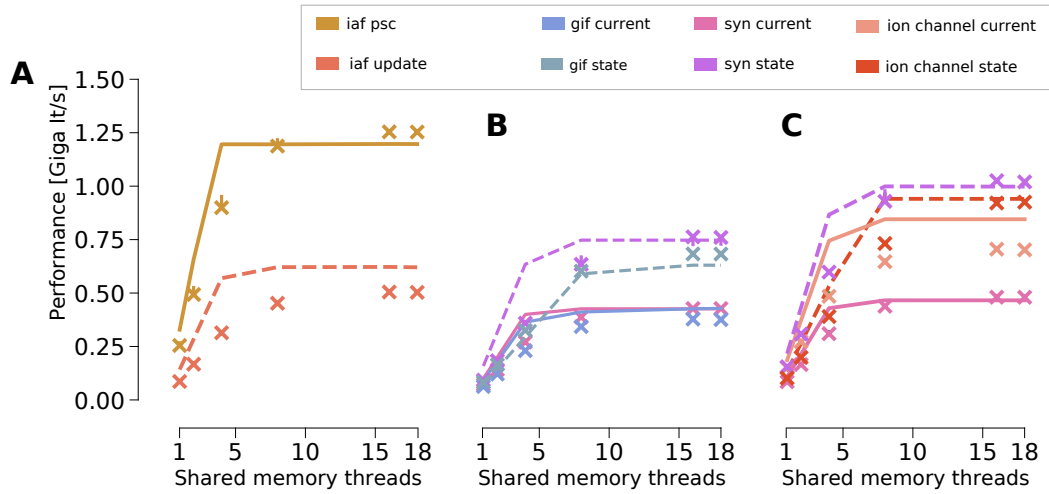 iaf psc
gif current
syn current
ion channel current
iaf update
gif state
syn state
ion channel state
A
B
C
Performance [Giga It/s]
1.50
1.25
1.00
0.75
0.50
0.25
0.00
1 5 10 15 18
1 5 10 15 18
1 5 10 15 18
Shared memory threads
Shared memory threads
Shared memory threads